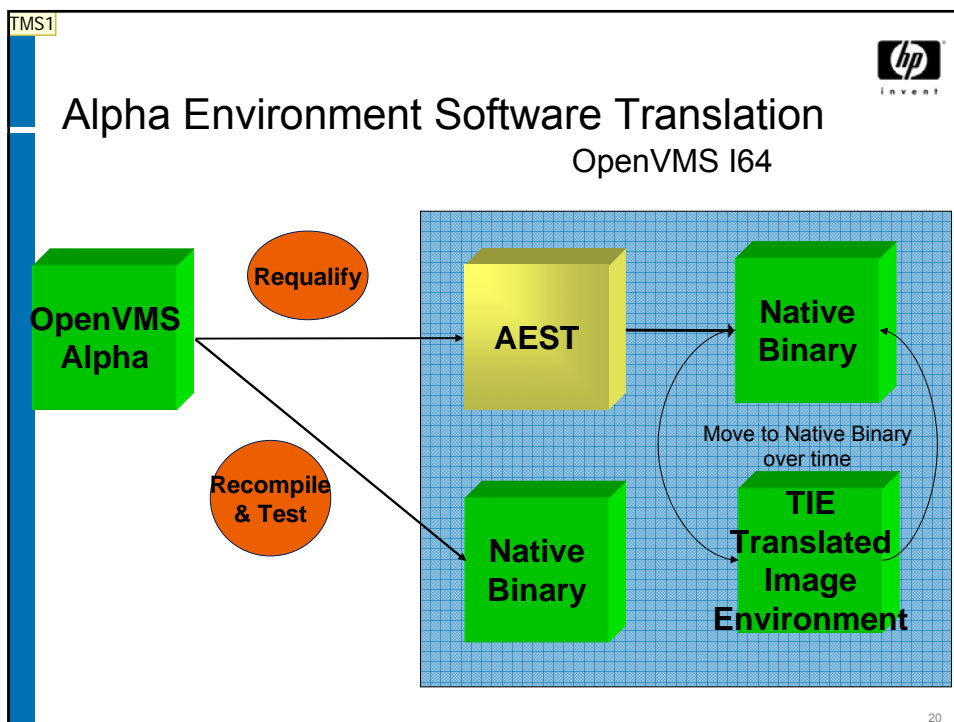 TMS1
hp
invent
Alpha Environment Software Translation
OpenVMS I64
OpenVMS
Alpha
Requalify
AEST
Native
Binary
Move to Native Binary
over time
Recompile
& Test
Native
Binary
TIE
Translated
Image
Environment
20